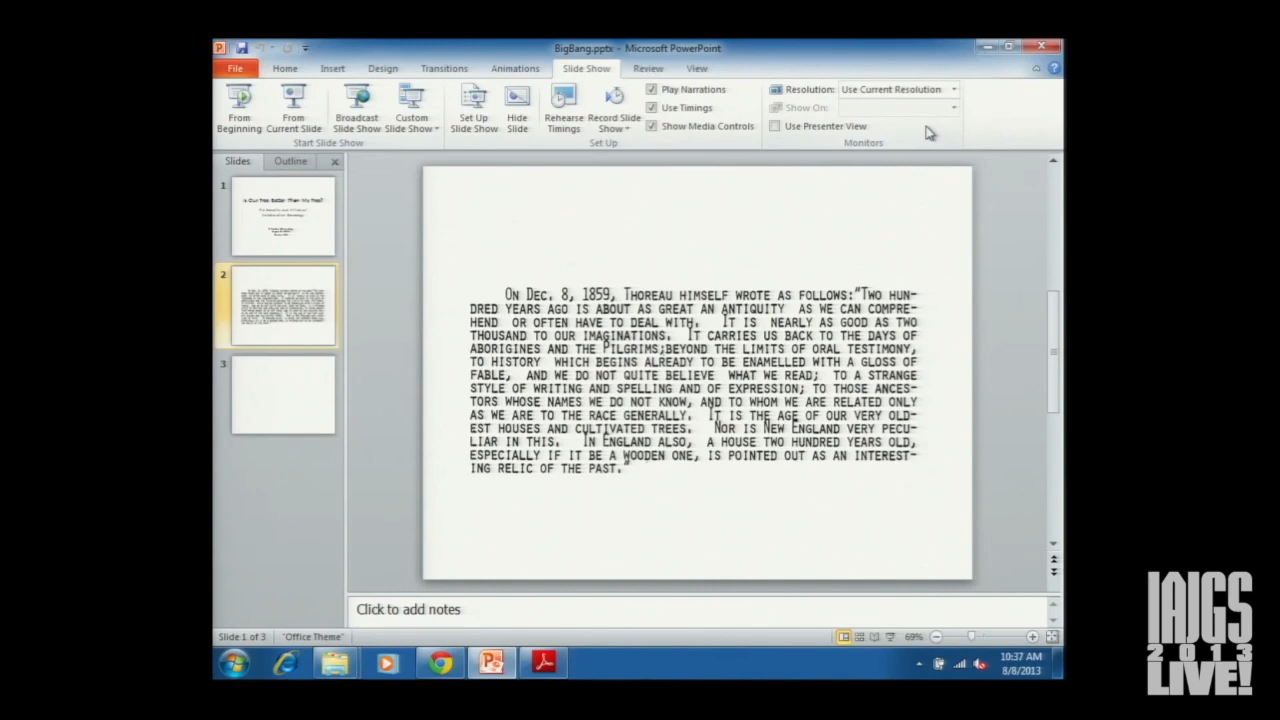 BigBang.pptx - Microsoft PowerPoint
File Home Insert Design Transitions Animations Slide Show Review View
From Beginning
From Current Slide
Broadcast Slide Show
Custom Slide Show
Set Up Slide Show
Hide Slide
Rehearse Timings
Record Slide Show
Play Narrations
Use Timings
Show Media Controls
Resolution: Use Current Resolution
Show On:
Use Presenter View
Start Slide Show
Set Up
Monitors
Slides Outline
1
Is Our Tree Better Than My Tree?
2
3
ON DEC. 8, 1859, THOREAU HIMSELF WROTE AS FOLLOWS:"TWO HUN-
DRED YEARS AGO IS ABOUT AS GREAT AN ANTIQUITY AS WE CAN COMPRE-
HEND OR OFTEN HAVE TO DEAL WITH. IT IS NEARLY AS GOOD AS TWO
THOUSAND TO OUR IMAGINATIONS. IT CARRIES US BACK TO THE DAYS OF
ABORIGINES AND THE PILGRIMS;BEYOND THE LIMITS OF ORAL TESTIMONY,
TO HISTORY WHICH BEGINS ALREADY TO BE ENAMELLED WITH A GLOSS OF
FABLE, AND WE DO NOT QUITE BELIEVE WHAT WE READ; TO A STRANGE
STYLE OF WRITING AND SPELLING AND OF EXPRESSION; TO THOSE ANCES-
TORS WHOSE NAMES WE DO NOT KNOW, AND TO WHOM WE ARE RELATED ONLY
AS WE ARE TO THE RACE GENERALLY. IT IS THE AGE OF OUR VERY OLD-
EST HOUSES AND CULTIVATED TREES. NOR IS NEW ENGLAND VERY PECU-
LIAR IN THIS. IN ENGLAND ALSO, A HOUSE TWO HUNDRED YEARS OLD,
ESPECIALLY IF IT BE A WOODEN ONE, IS POINTED OUT AS AN INTEREST-
ING RELIC OF THE PAST."
Click to add notes
Slide 1 of 3 "Office Theme" 69%
10:37 AM
8/8/2013
IAJGS
2013
LIVE!